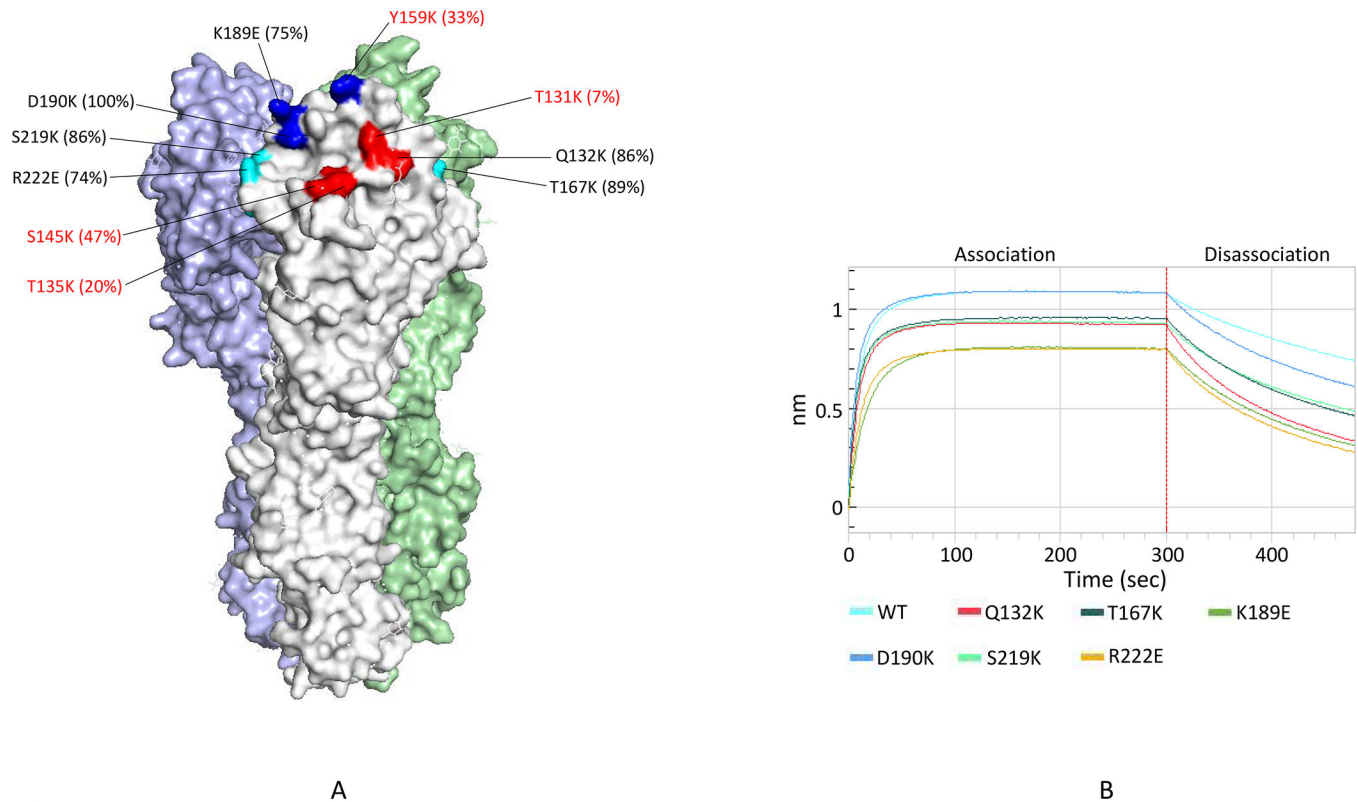 Y159K (33%)
K189E (75%)
D190K (100%)
T131K (7%)
S219K (86%)
Q132K (86%)
R222E (74%)
T167K (89%)
S145K (47%)
T135K (20%)
A
Association Disassociation
1
0.5
0
nm
0 100 200 300 400
Time (sec)
WT Q132K T167K K189E
D190K S219K R222E
B